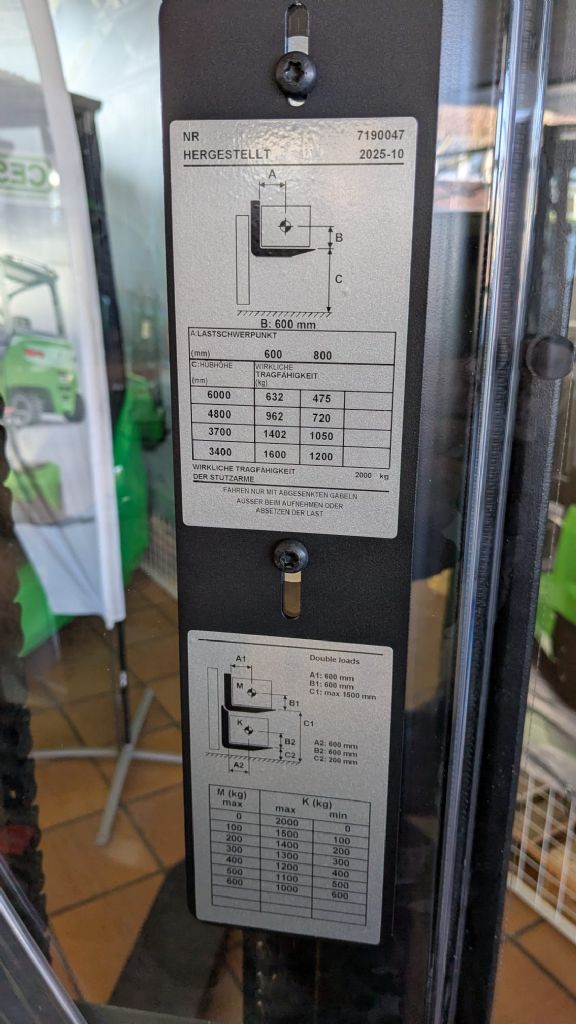 CES
NR 7190047
HERGESTELLT 2025-10
A
B
C
B: 600 mm
A:LASTSCHWERPUNKT
(mm) 600 800
C:HUBHÖHE WIRKLICHE
TRAGFÄHIGKEIT
(mm) (kg)
6000 632 475
4800 962 720
3700 1402 1050
3400 1600 1200
WIRKLICHE TRAGFÄHIGKEIT 2000 kg
DER STÜTZARME
FAHREN NUR MIT ABGESENKTEN GABELN
AUSSER BEIM AUFNEHMEN ODER
ABSETZEN DER LAST
A1 Double loads
A1: 600 mm
M B1: 600 mm
B1 C1: max 1600 mm
C1
K
B2 A2: 600 mm
C2 B2: 600 mm
A2 C2: 200 mm
M (kg) K (kg)
max max min
0 2000 0
100 1500 100
200 1400 200
300 1300 300
400 1200 400
500 1100 500
600 1000 600